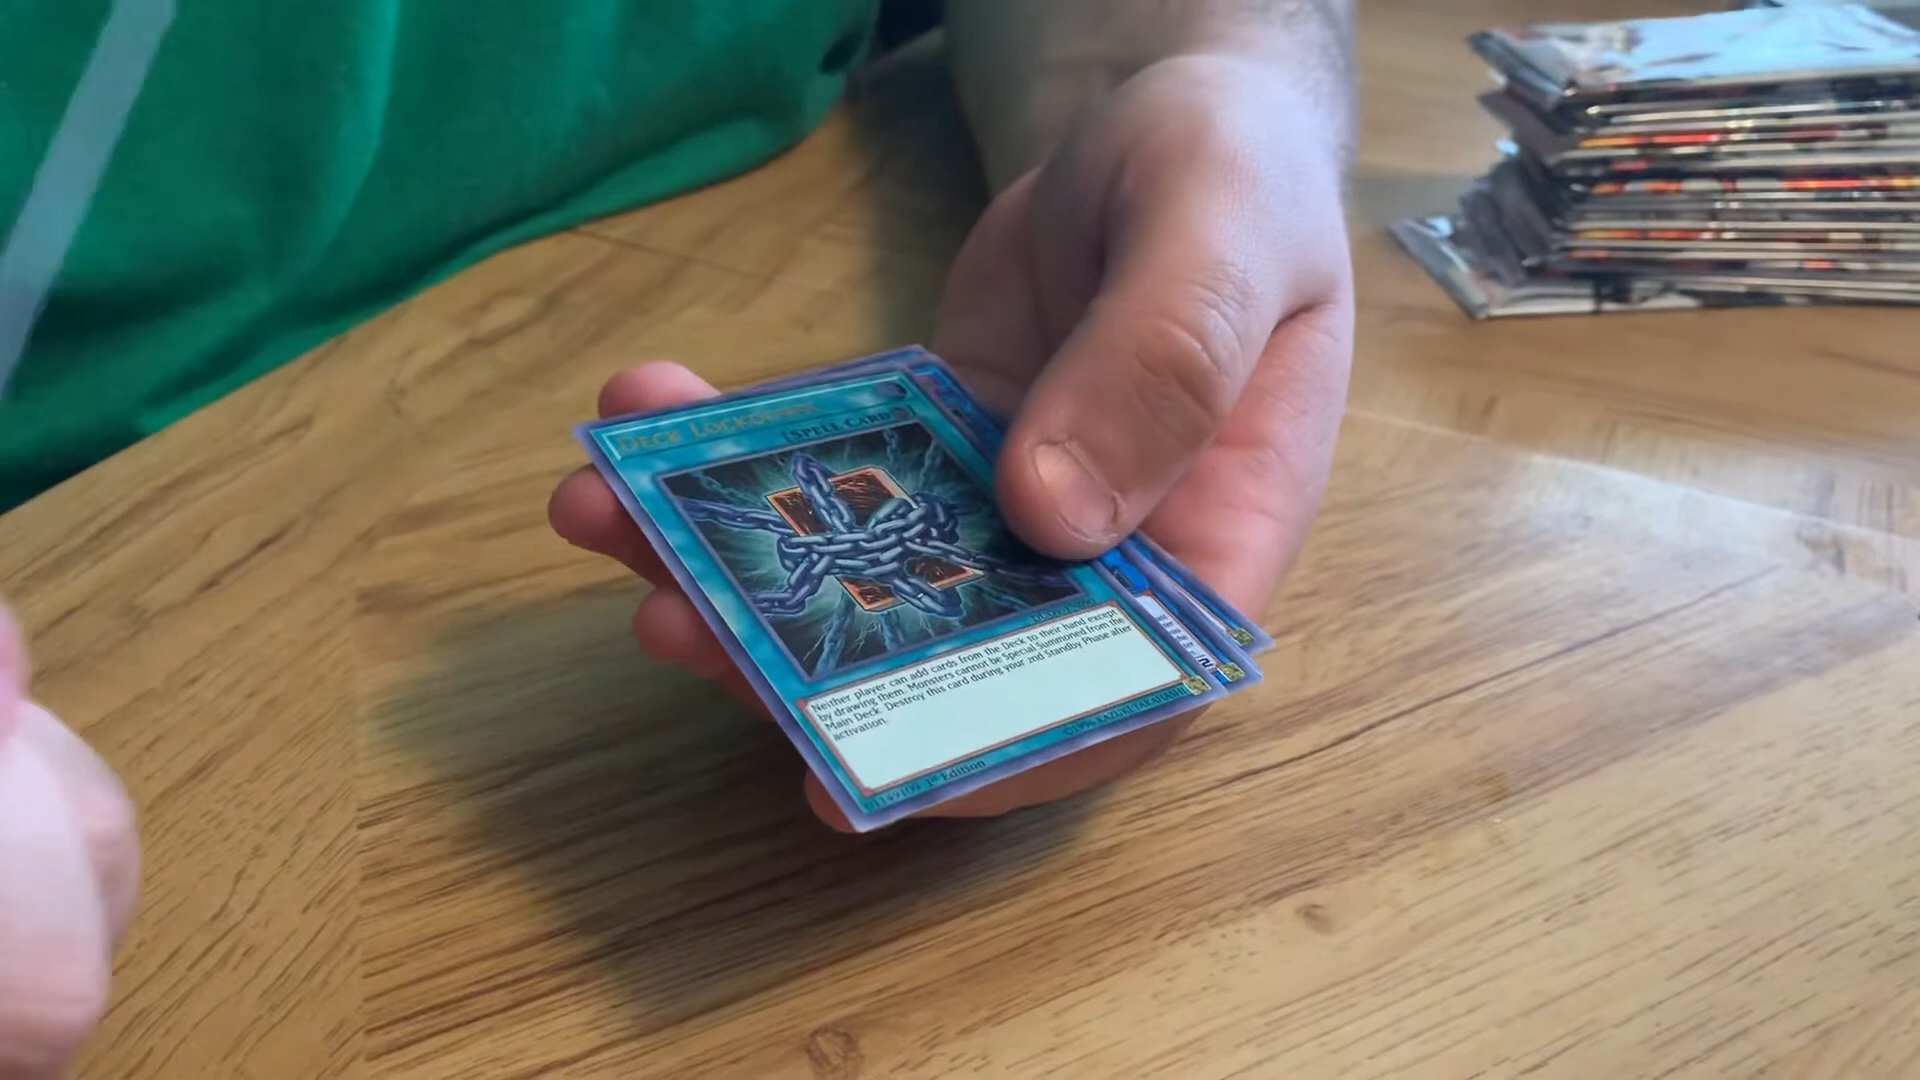 DECK LOCKDOWN
[SPELL CARD
Neither player can add cards from the Deck to their hand except
by drawing them. Monsters cannot be Special Summoned from the
Main Deck. Destroy this card during your 2nd Standby Phase after
activation.
1st Edition
©1996 KAZUKI TAKAHASHI